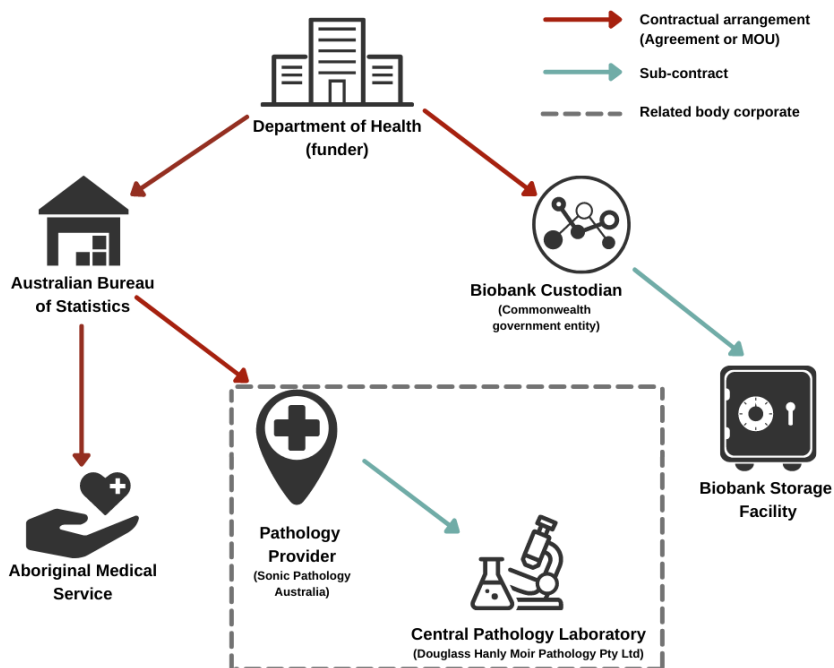 Contractual arrangement
(Agreement or MOU)
Sub-contract
Related body corporate
Department of Health
(funder)
Australian Bureau
of Statistics
Biobank Custodian
(Commonwealth
government entity)
Biobank Storage
Facility
Aboriginal Medical
Service
Pathology
Provider
(Sonic Pathology
Australia)
Central Pathology Laboratory
(Douglass Hanly Moir Pathology Pty Ltd)